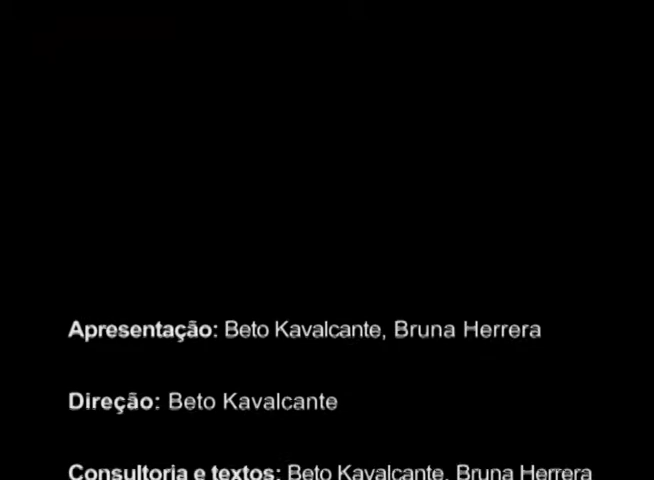 Apresentação: Beto Kavalcante, Bruna Herrera
Direção: Beto Kavalcante
Consultoria e textos: Beto Kavalcante, Bruna Herrera